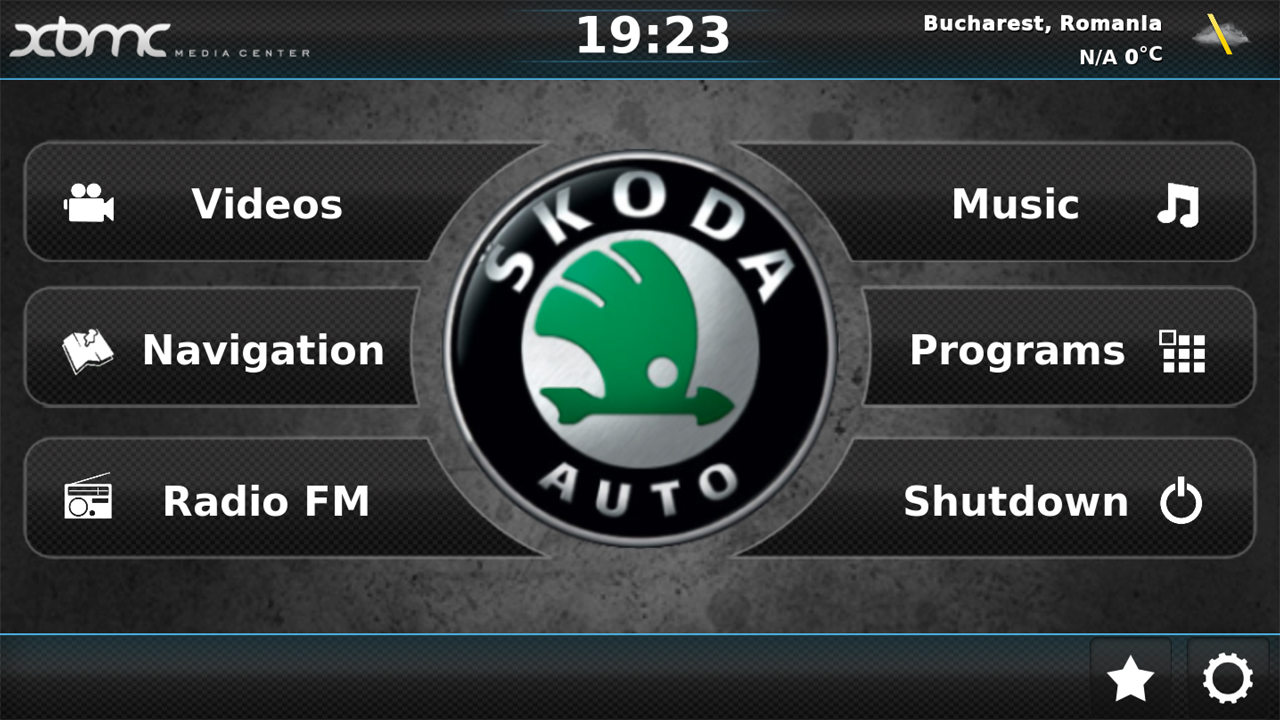 xbmc MEDIA CENTER
19:23
Bucharest, Romania
N/A 0°C
Videos
Music
ŠKODA
Navigation
Programs
AUTO
Radio FM
Shutdown